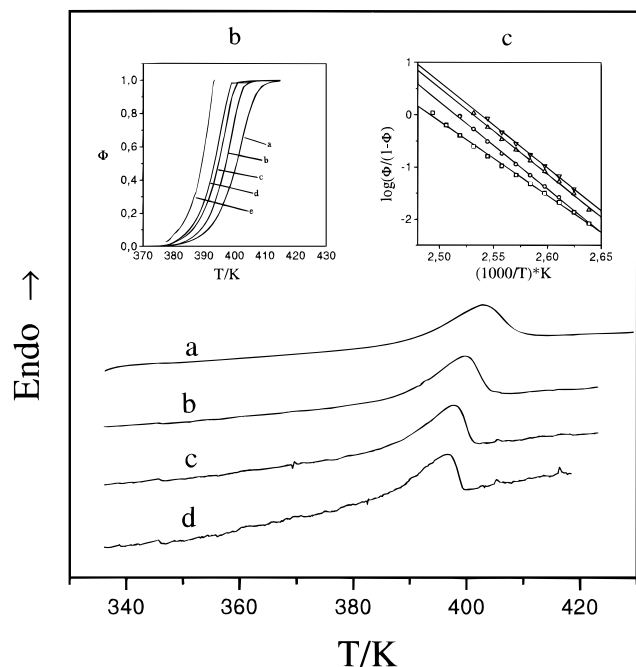 b
c
1,0
0,8
0,6
0,4
0,2
0,0
Φ
a
b
c
d
e
370 380 390 400 410 420 430
T/K
1
0
-1
-2
log(Φ/(1-Φ)
2,50 2,55 2,60 2,65
(1000/T)*K
Endo →
a
b
c
d
340 360 380 400 420
T/K